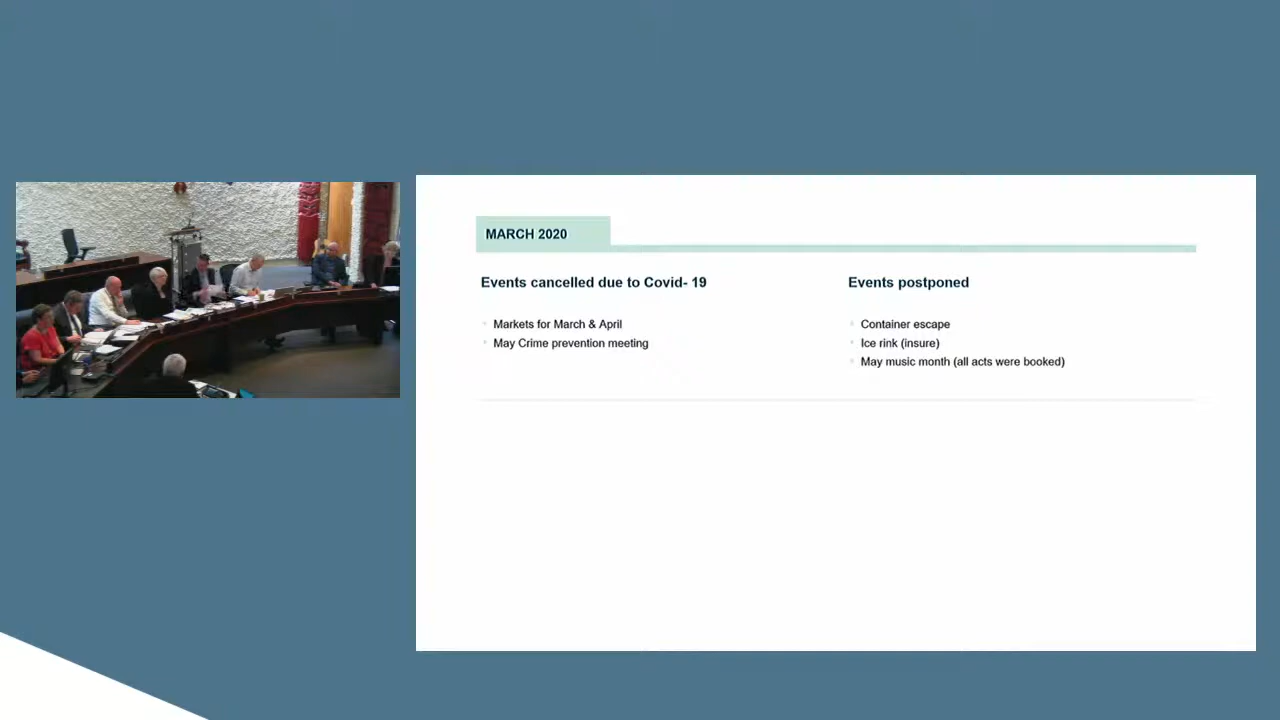 MARCH 2020
Events cancelled due to Covid- 19
Markets for March & April
May Crime prevention meeting
Events postponed
Container escape
Ice rink (insure)
May music month (all acts were booked)